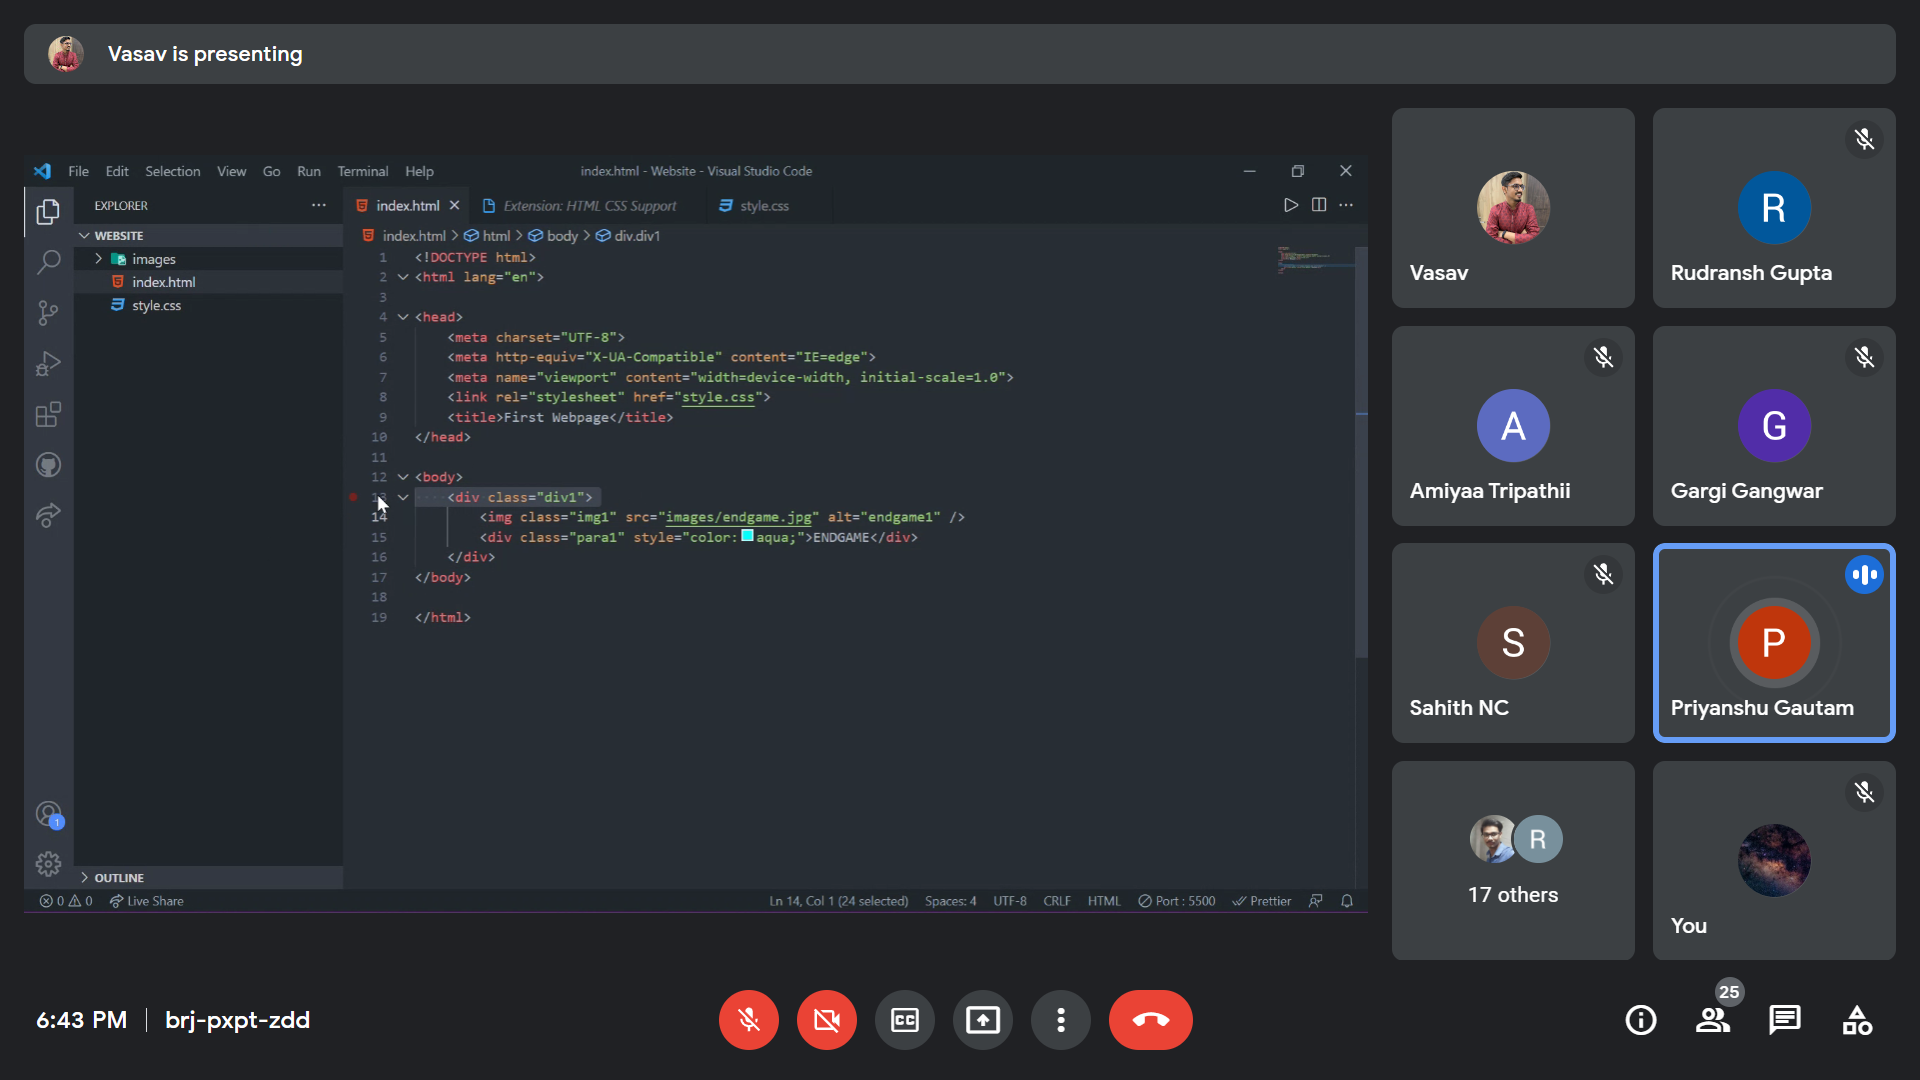 Vasav is presenting
File Edit Selection View Go Run Terminal Help
index.html - Website - Visual Studio Code
EXPLORER
WEBSITE
images
index.html
style.css
OUTLINE
index.html
Extension: HTML CSS Support
style.css
index.html > html > body > div.div1
1 <!DOCTYPE html>
2 <html lang="en">
3
4 <head>
5 <meta charset="UTF-8">
6 <meta http-equiv="X-UA-Compatible" content="IE=edge">
7 <meta name="viewport" content="width=device-width, initial-scale=1.0">
8 <link rel="stylesheet" href="style.css">
9 <title>First Webpage</title>
10 </head>
11
12 <body>
13 <div class="div1">
14 <img class="img1" src="images/endgame.jpg" alt="endgame1" />
15 <div class="para1" style="color: aqua;">ENDGAME</div>
16 </div>
17 </body>
18
19 </html>
1
0 0 Live Share
Ln 14, Col 1 (24 selected) Spaces: 4 UTF-8 CRLF HTML Port : 5500 Prettier
Vasav
R
Rudransh Gupta
A
Amiyaa Tripathii
G
Gargi Gangwar
S
Sahith NC
P
Priyanshu Gautam
R
17 others
You
6:43 PM | brj-pxpt-zdd
CC
25